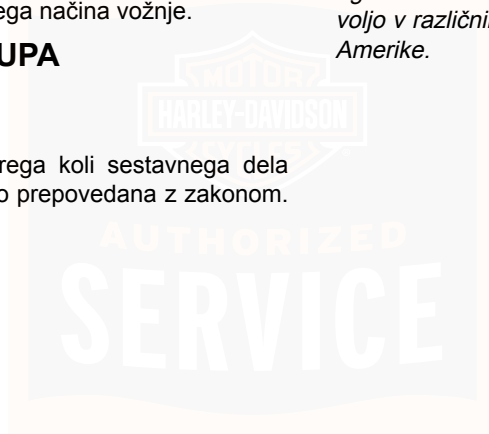 ega načina vožnje.
UPA
rega koli sestavnega dela
o prepovedana z zakonom.
voljo v različni
Amerike.
MOTOR
HARLEY-DAVIDSON
CYCLES
AUTHORIZED
SERVICE